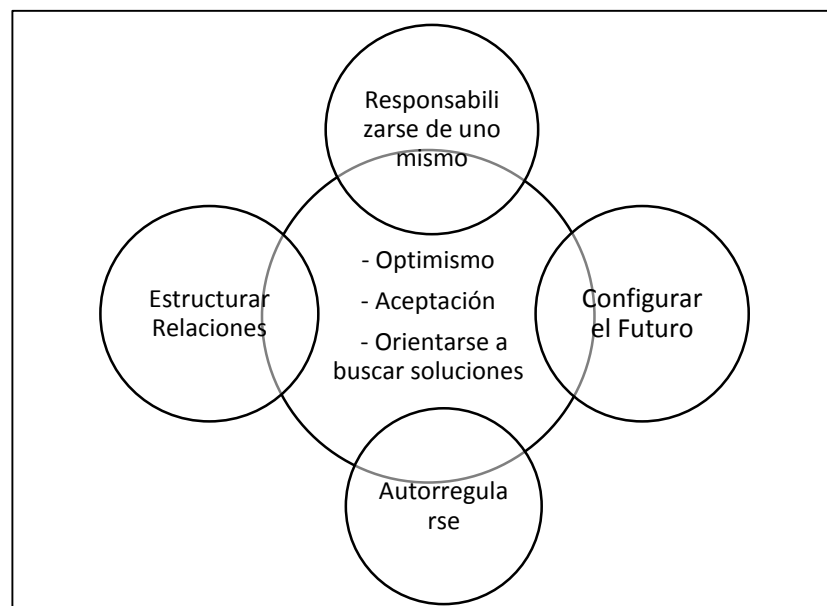 Responsabili
zarse de uno
mismo
Estructurar
Relaciones
- Optimismo
- Aceptación
- Orientarse a
buscar soluciones
Configurar
el Futuro
Autorregula
rse